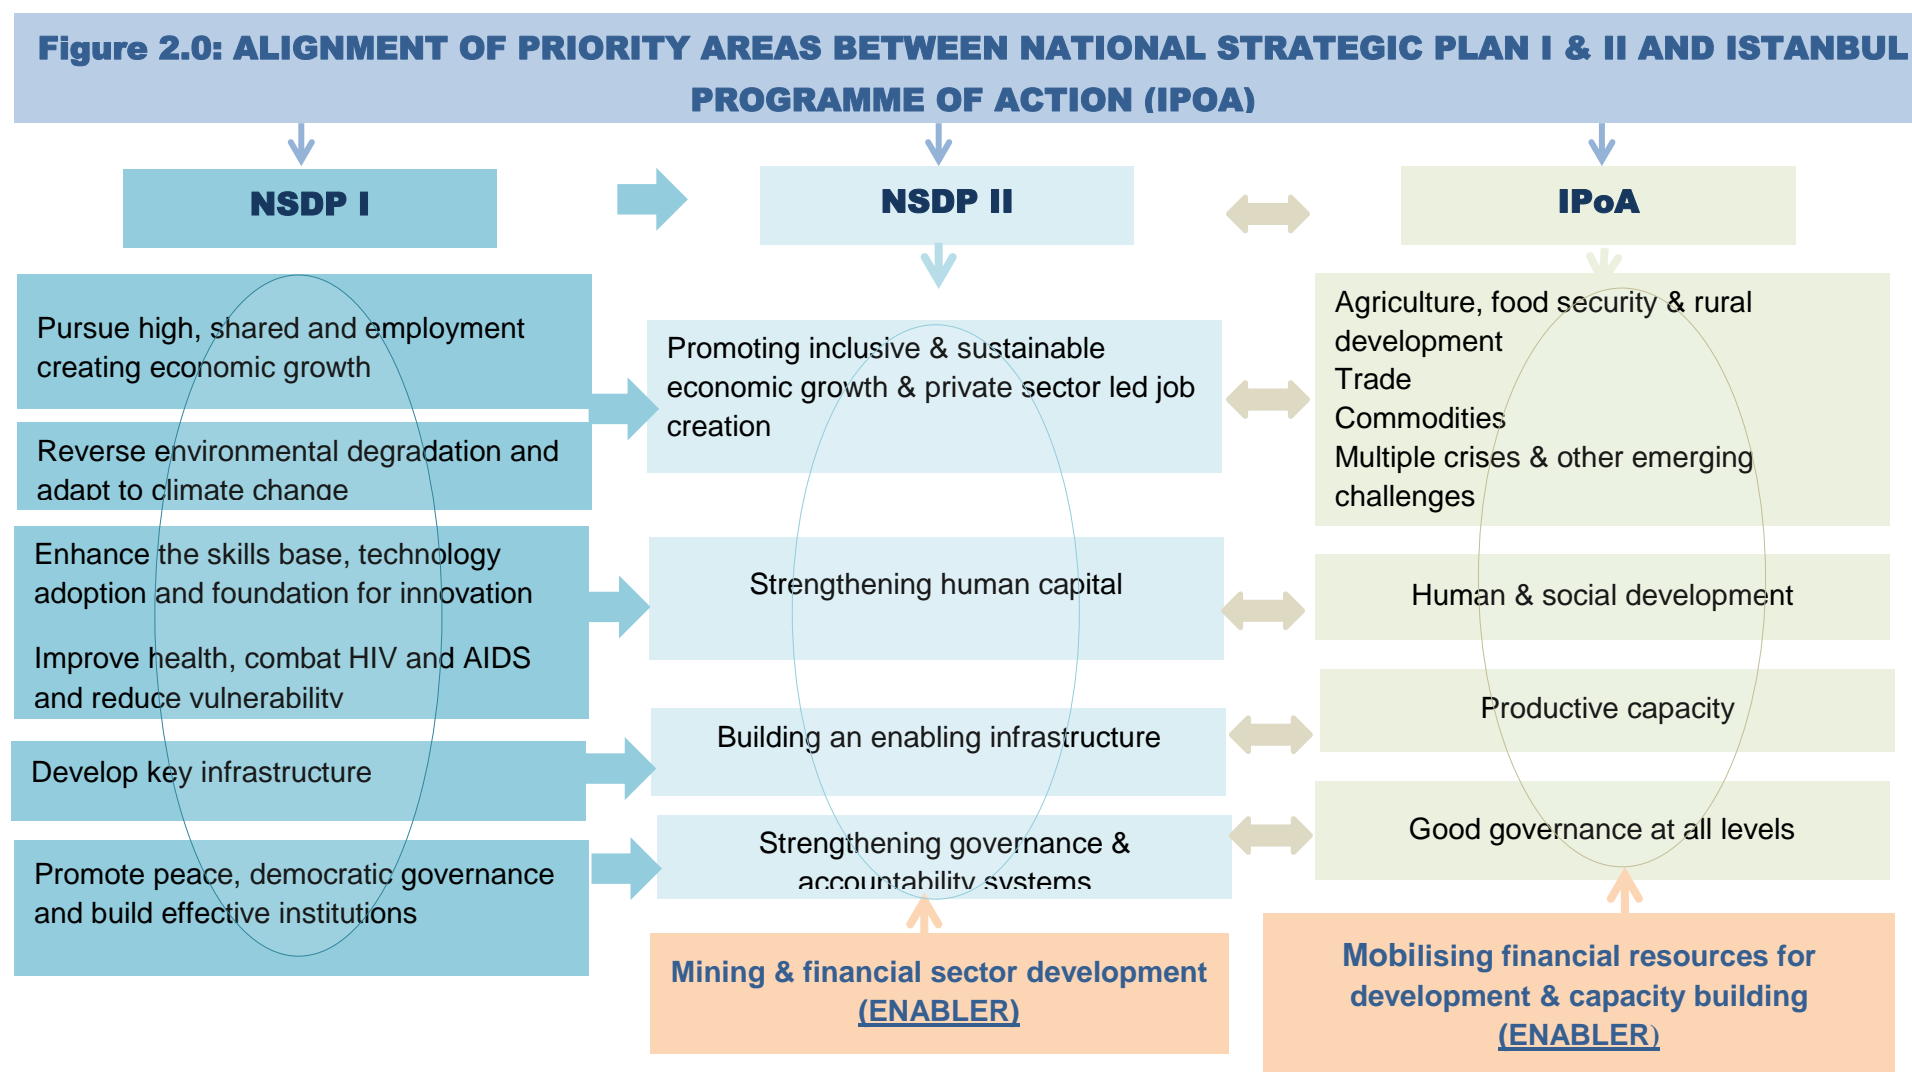 Figure 2.0: ALIGNMENT OF PRIORITY AREAS BETWEEN NATIONAL STRATEGIC PLAN I & II AND ISTANBUL
PROGRAMME OF ACTION (IPOA)
NSDP I
NSDP II
IPoA
Pursue high, shared and employment
creating economic growth
Reverse environmental degradation and
adapt to climate change
Enhance the skills base, technology
adoption and foundation for innovation
Improve health, combat HIV and AIDS
and reduce vulnerability
Develop key infrastructure
Promote peace, democratic governance
and build effective institutions
Promoting inclusive & sustainable
economic growth & private sector led job
creation
Strengthening human capital
Building an enabling infrastructure
Strengthening governance &
accountability systems
Mining & financial sector development
(ENABLER)
Agriculture, food security & rural
development
Trade
Commodities
Multiple crises & other emerging
challenges
Human & social development
Productive capacity
Good governance at all levels
Mobilising financial resources for
development & capacity building
(ENABLER)